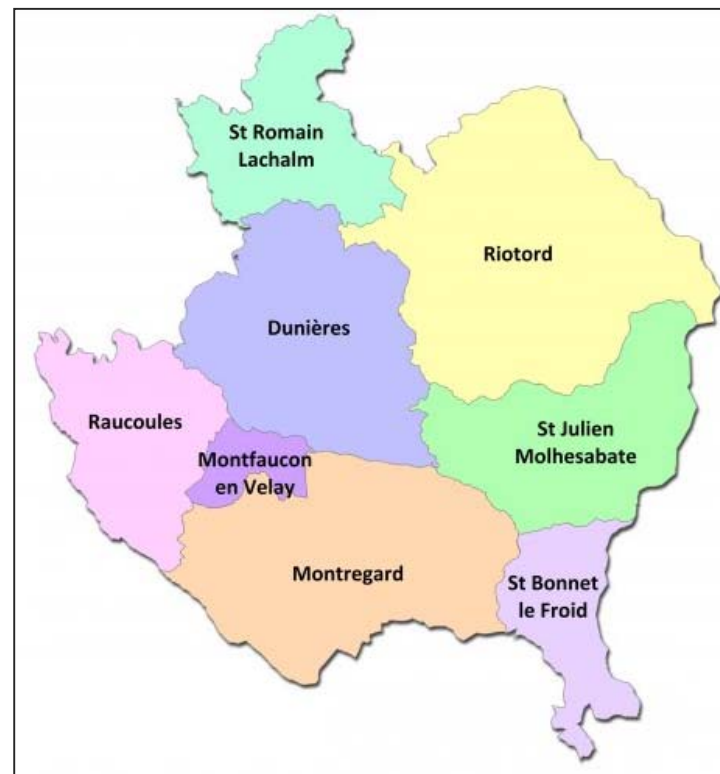 St Romain
Lachalm
Riotord
Dunières
Raucoules
St Julien
Molhesabate
Montfaucon
en Velay
Montregard
St Bonnet
le Froid